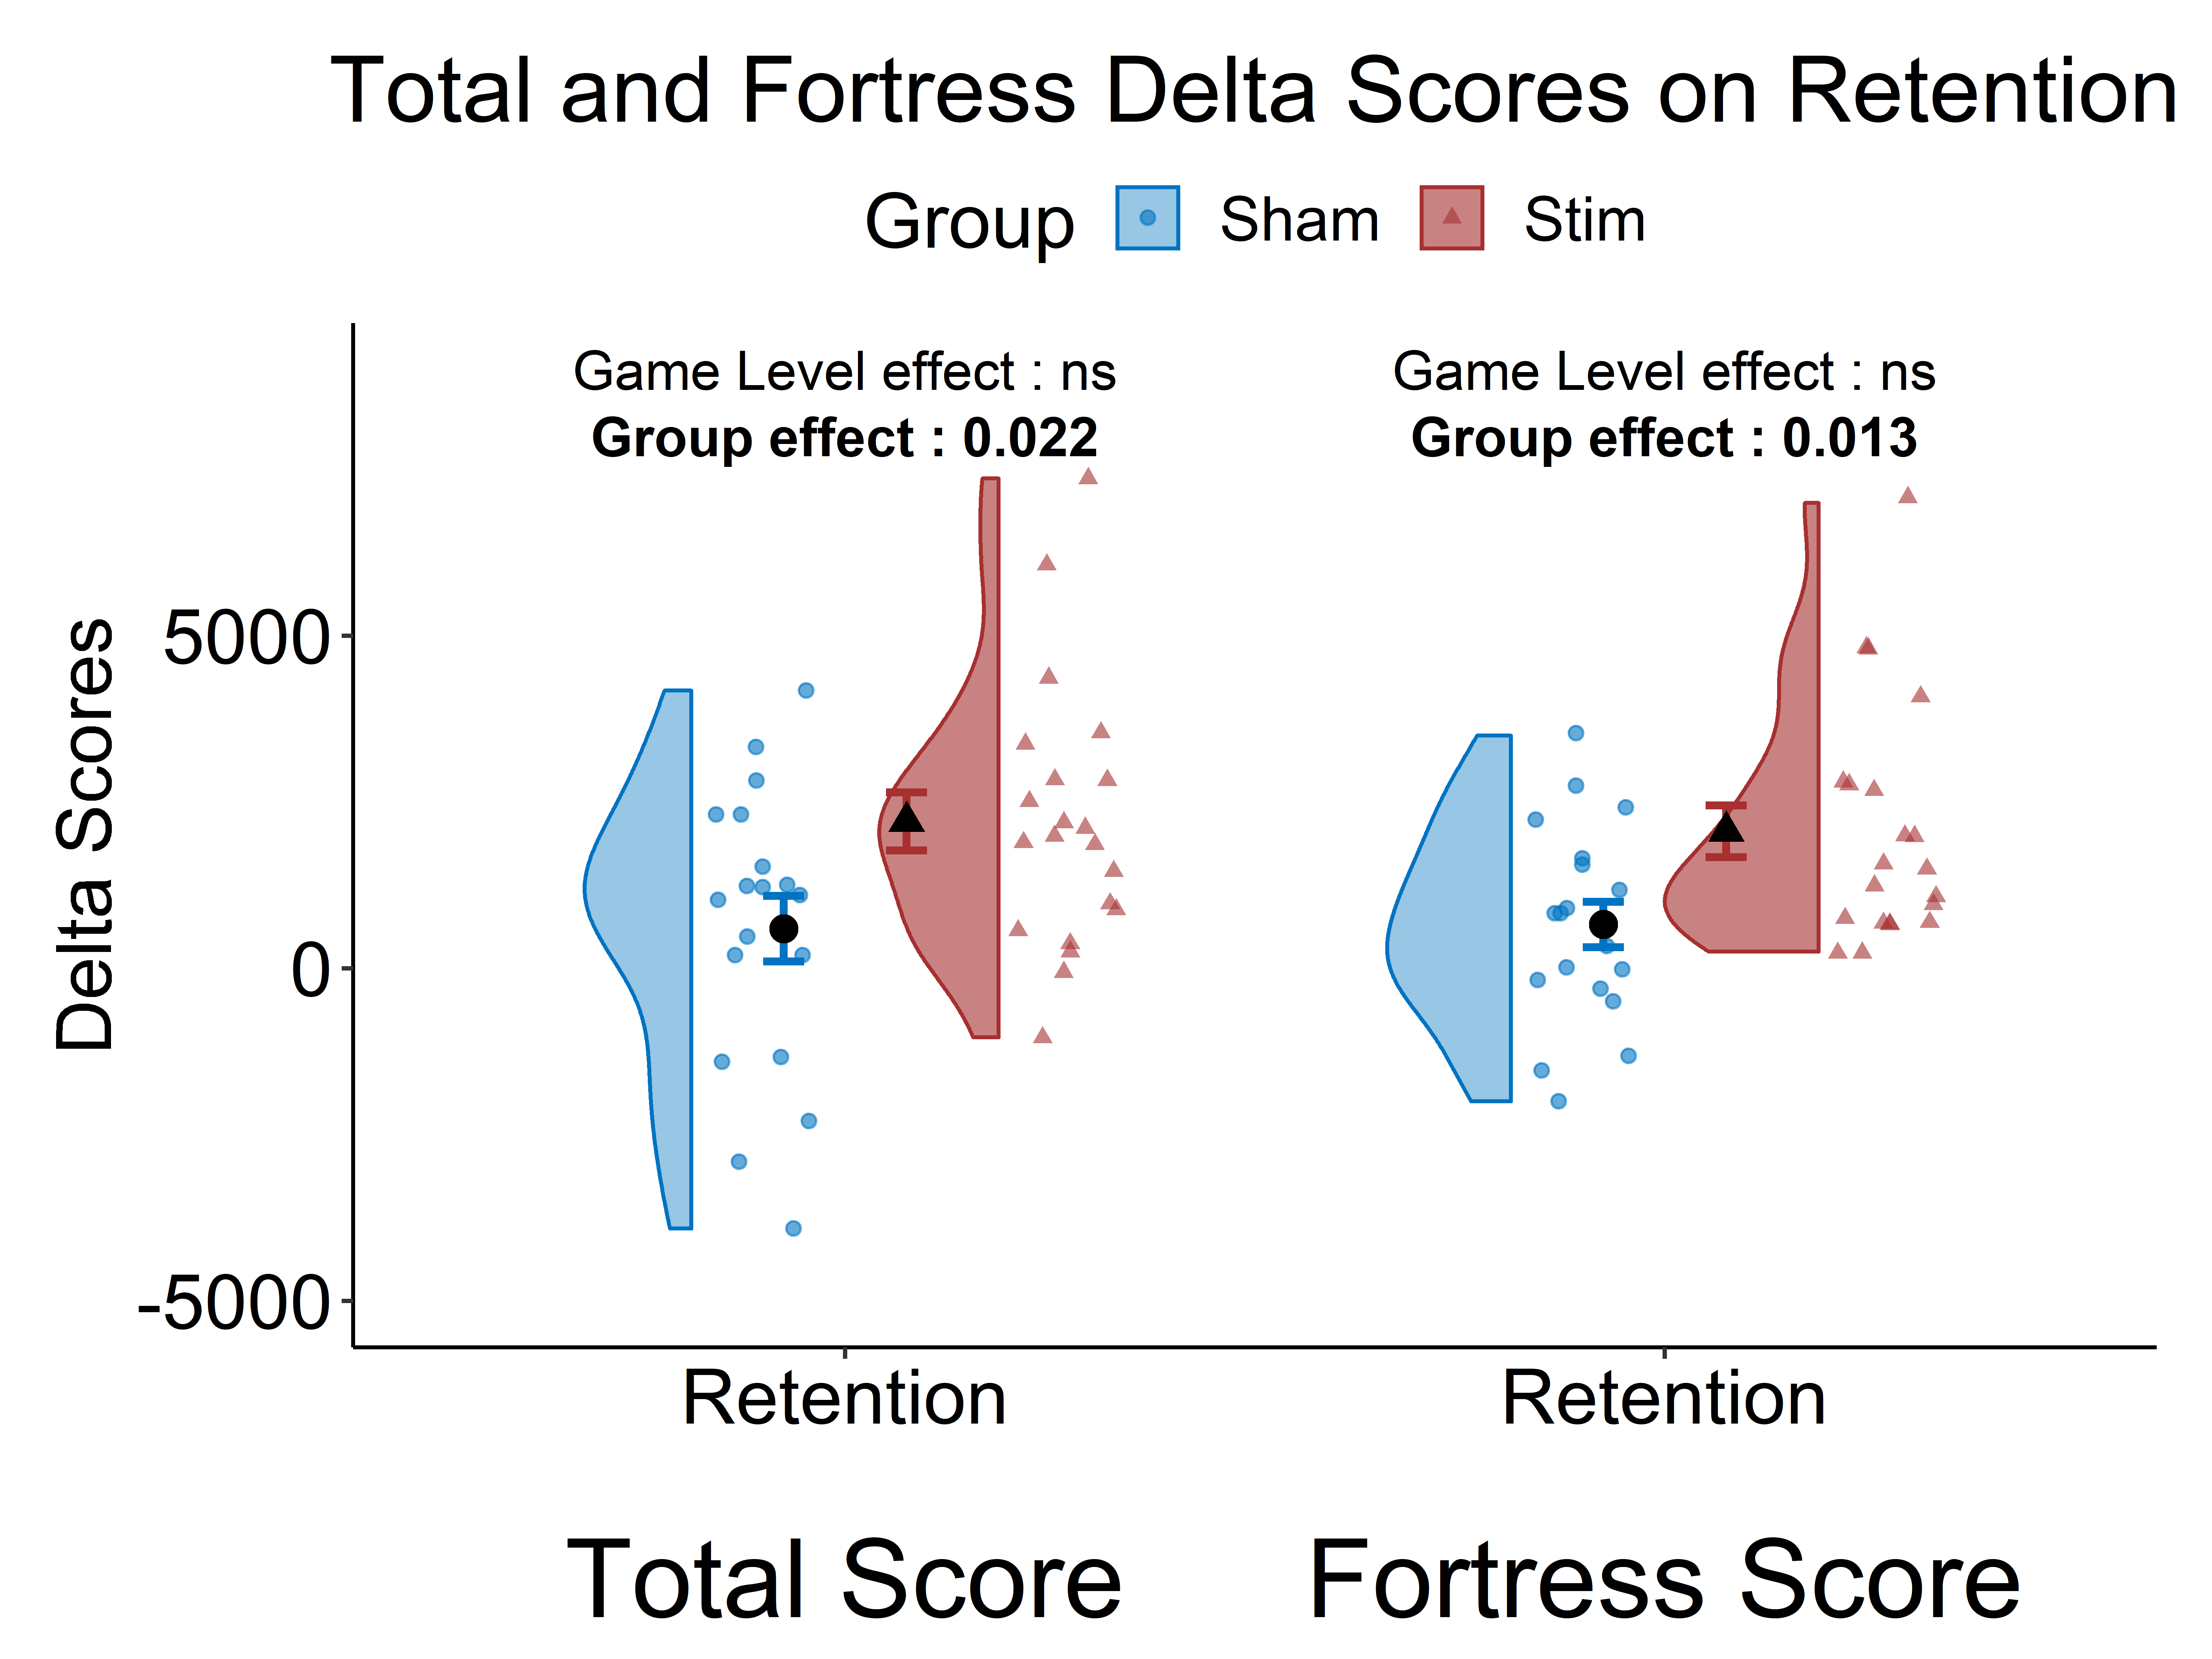 Total and Fortress Delta Scores on Retention
Group Sham Stim
Game Level effect : ns
Group effect : 0.022
Game Level effect : ns
Group effect : 0.013
Delta Scores
5000
0
-5000
Retention
Retention
Total Score
Fortress Score